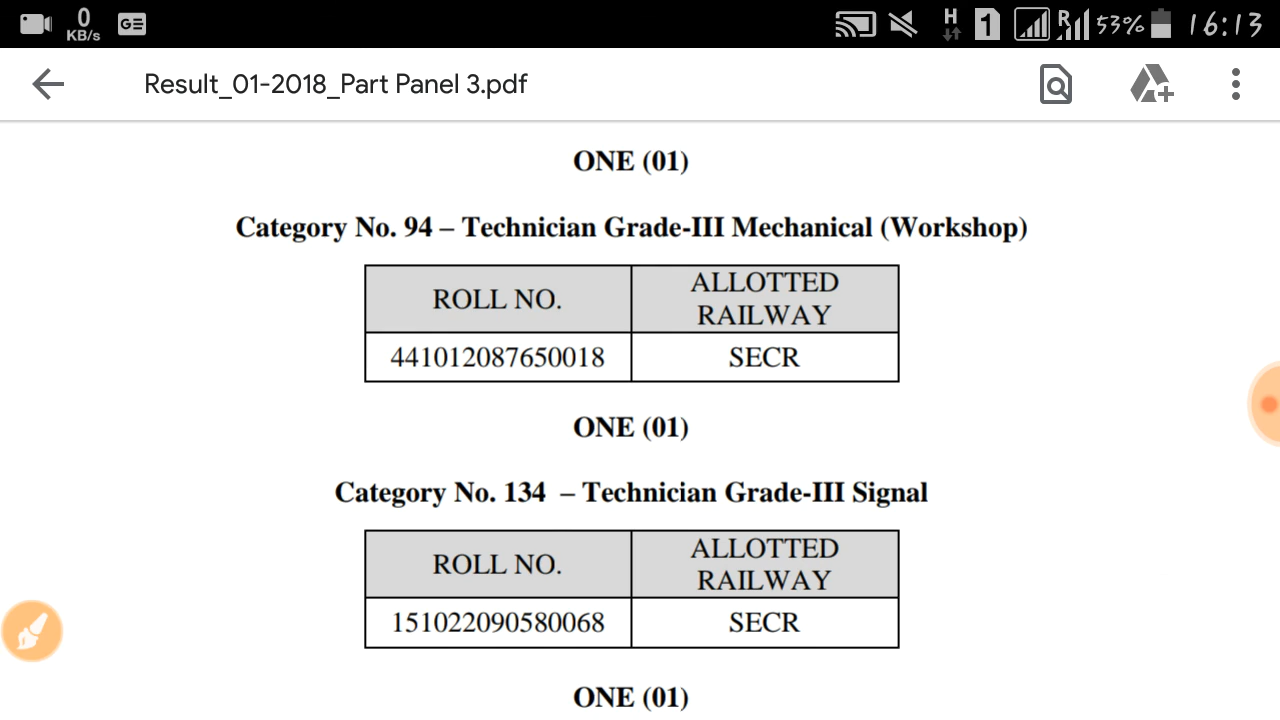 0
KB/s
GE
H
1
R
53%
16:13
Result_01-2018_Part Panel 3.pdf
ONE (01)
Category No. 94 – Technician Grade-III Mechanical (Workshop)
ROLL NO.
ALLOTTED
RAILWAY
441012087650018
SECR
ONE (01)
Category No. 134 – Technician Grade-III Signal
ROLL NO.
ALLOTTED
RAILWAY
151022090580068
SECR
ONE (01)